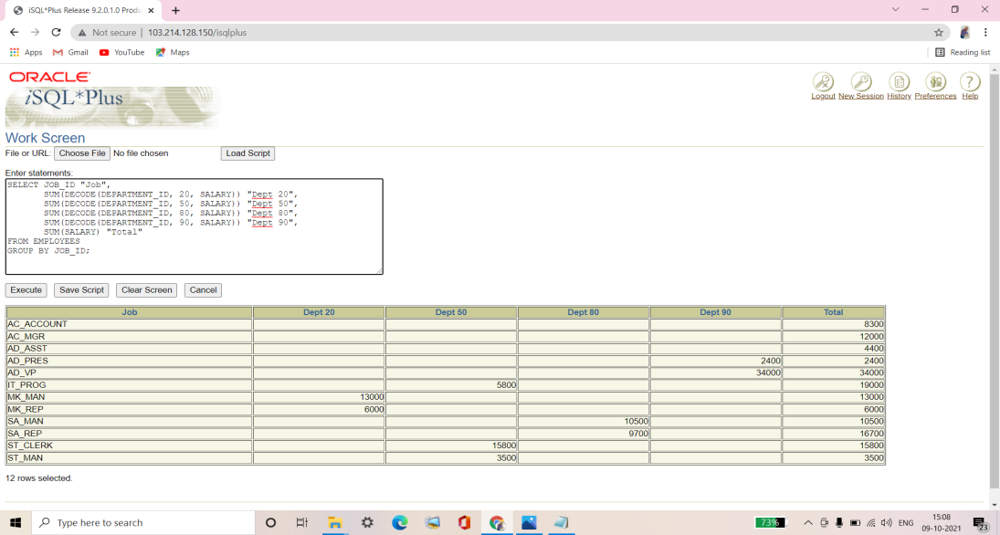 iSQL*Plus Release 9.2.0.1.0 Produ
Not secure | 103.214.128.150/isqlplus
Apps Gmail YouTube Maps Reading list
ORACLE
iSQL*Plus
Logout New Session History Preferences Help
Work Screen
File or URL: Choose File No file chosen Load Script
Enter statements:
SELECT JOB_ID "Job",
SUM(DECODE(DEPARTMENT_ID, 20, SALARY)) "Dept 20",
SUM(DECODE(DEPARTMENT_ID, 50, SALARY)) "Dept 50",
SUM(DECODE(DEPARTMENT_ID, 80, SALARY)) "Dept 80",
SUM(DECODE(DEPARTMENT_ID, 90, SALARY)) "Dept 90",
SUM(SALARY) "Total"
FROM EMPLOYEES
GROUP BY JOB_ID;
Execute Save Script Clear Screen Cancel
Job Dept 20 Dept 50 Dept 80 Dept 90 Total
AC_ACCOUNT 8300
AC_MGR 12000
AD_ASST 4400
AD_PRES 2400 2400
AD_VP 34000 34000
IT_PROG 5800 19000
MK_MAN 13000 13000
MK_REP 6000 6000
SA_MAN 10500 10500
SA_REP 9700 16700
ST_CLERK 15800 15800
ST_MAN 3500 3500
12 rows selected.
Type here to search
73%
ENG
15:08
09-10-2021
23